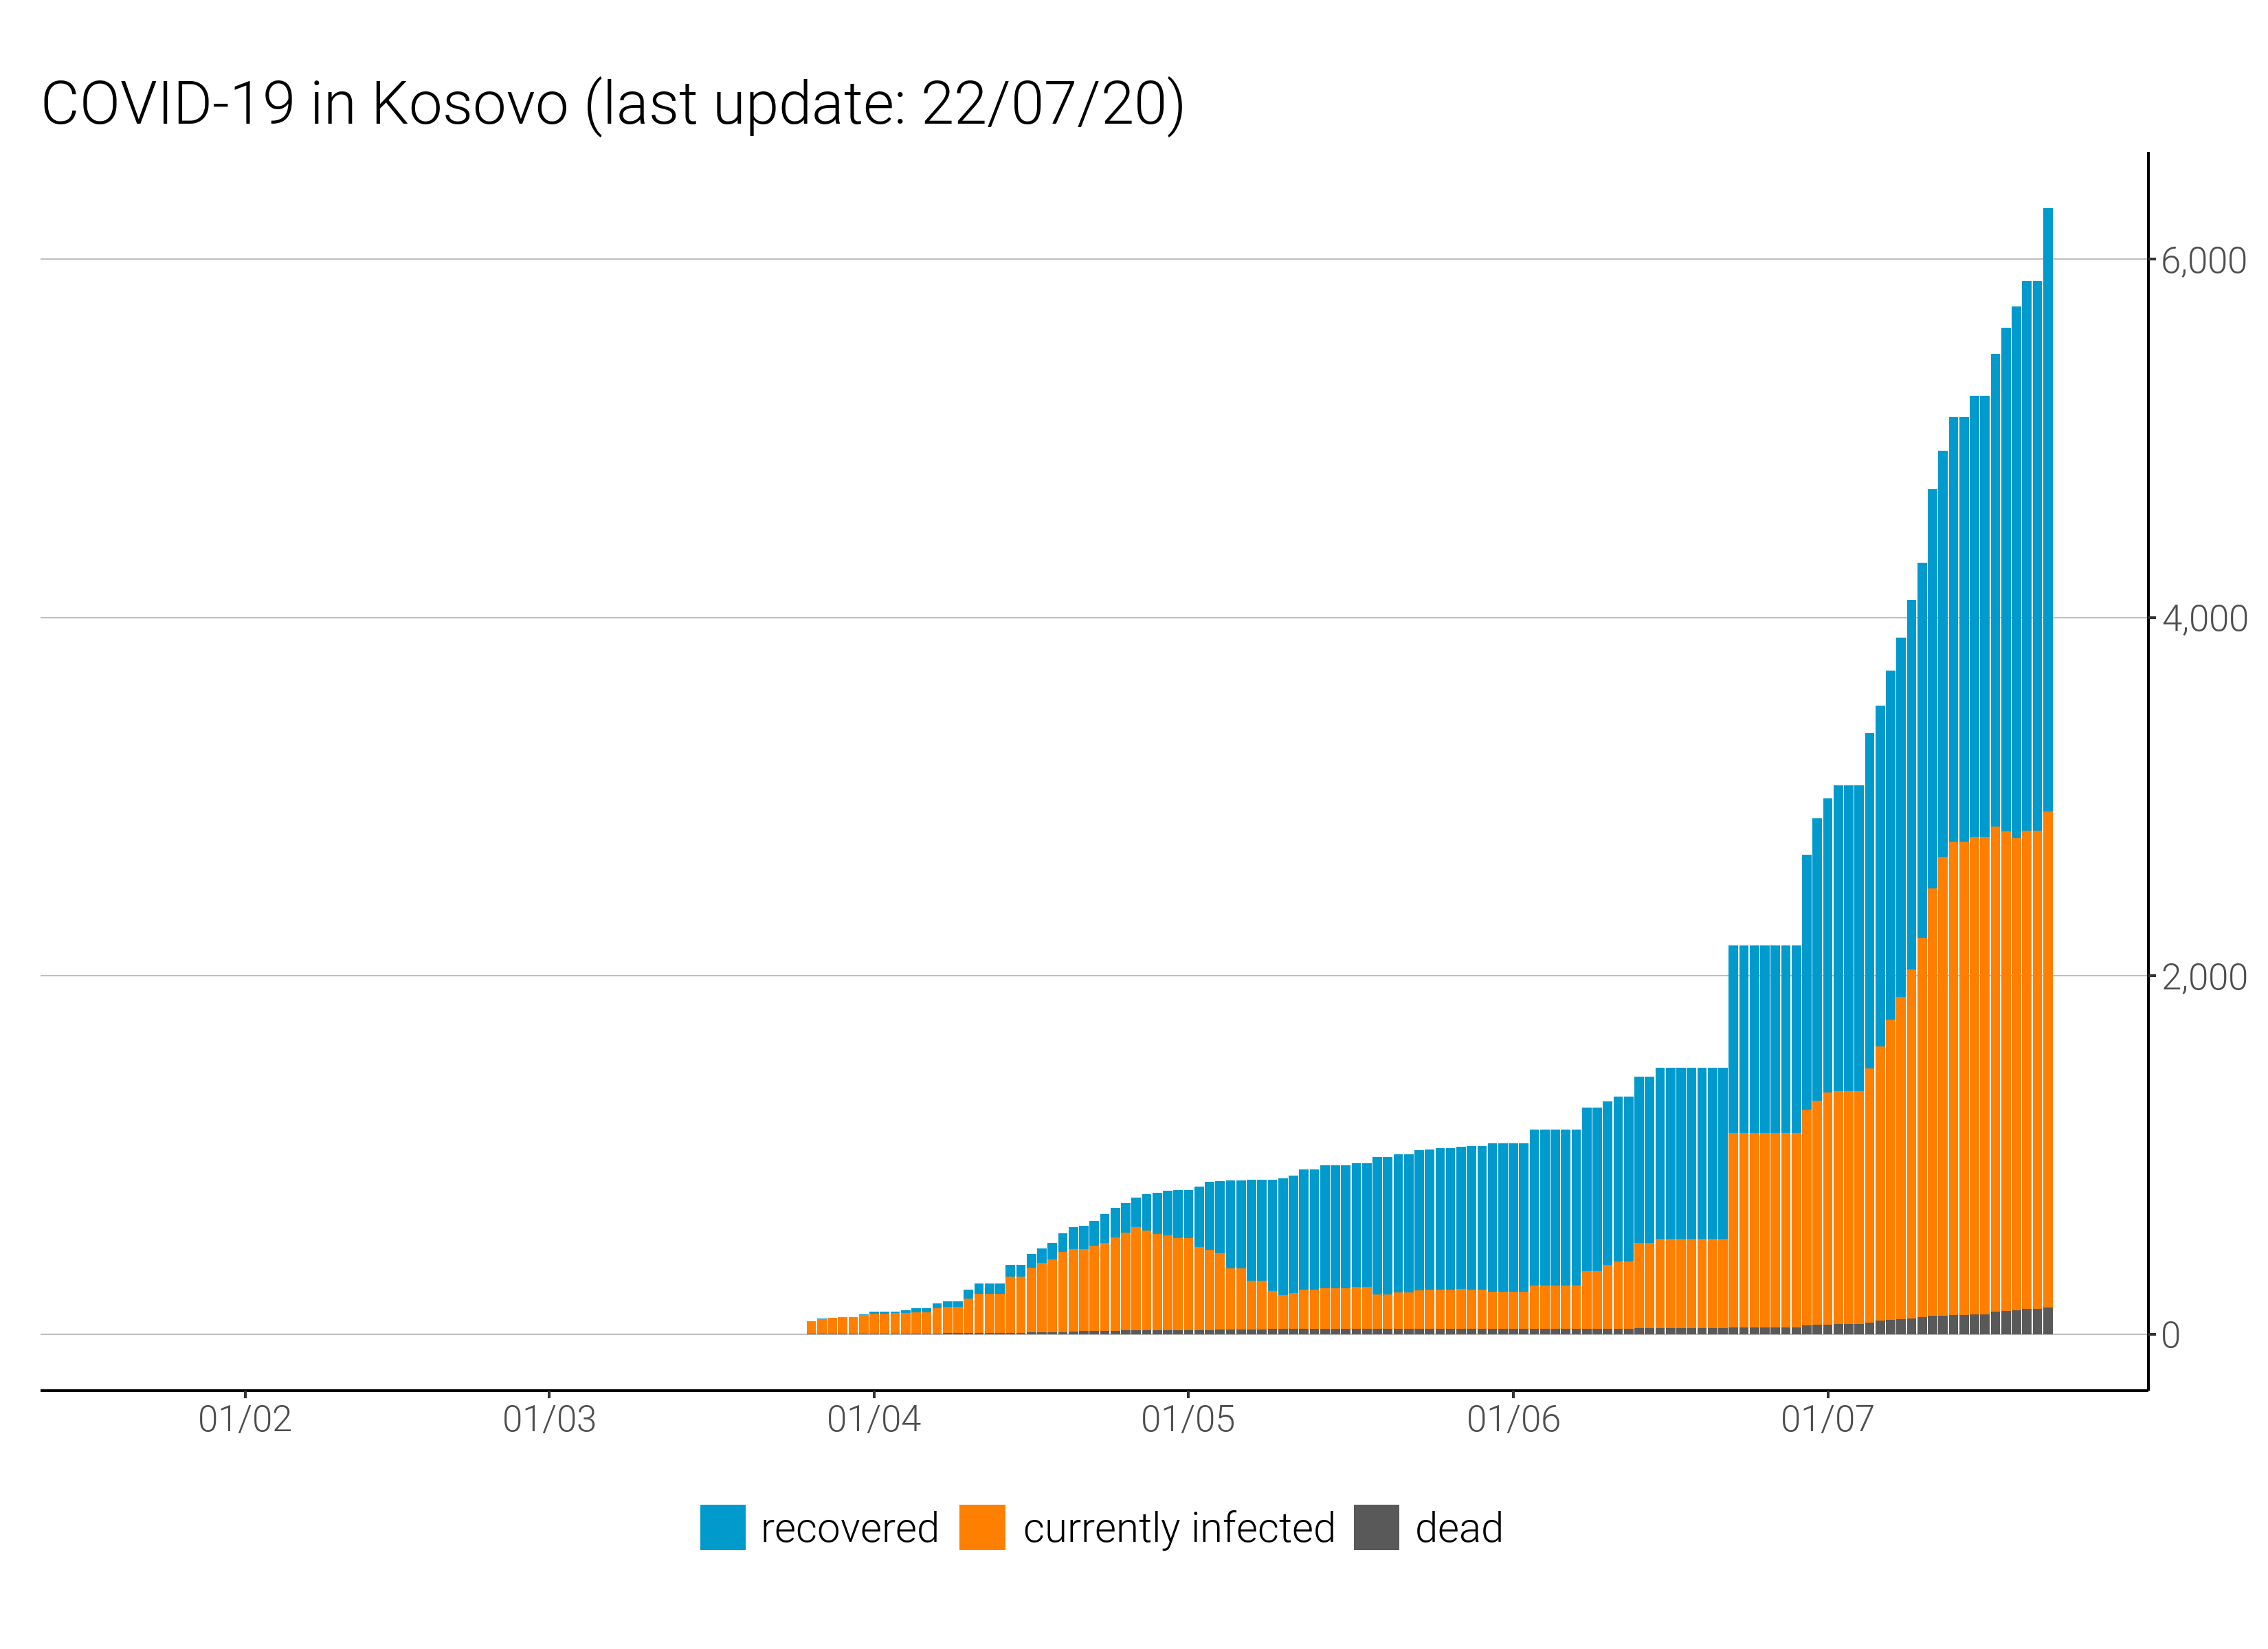 COVID-19 in Kosovo (last update: 22/07/20)
6,000
4,000
2,000
0
01/02 01/03 01/04 01/05 01/06 01/07
recovered currently infected dead